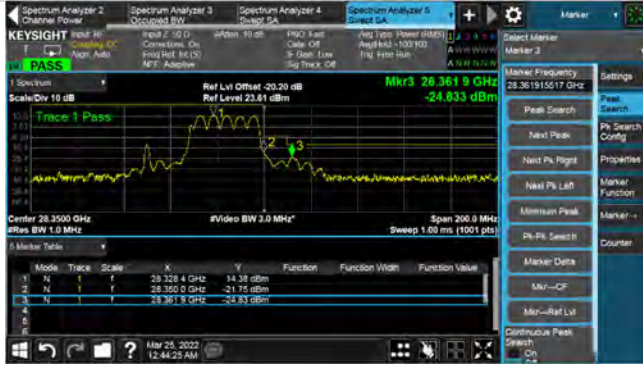 Spectrum Analyzer 2
Channel Power
Spectrum Analyzer 3
Occupied BW
Spectrum Analyzer 4
Swept SA
Spectrum Analyzer 5
Swept SA
Marker
KEYSIGHT Input: RF
Coupling: DC
Align: Auto
Input Z: 50 Ω
Corrections: On
Freq Ref: Int (S)
NFE: Adaptive
#Atten: 10 dB
PNO: Fast
Gate: Off
IF Gain: Low
Sig Track: Off
Avg Type: Power (RMS)
Avg|Hold: >100/100
Trig: Free Run
PASS
Select Marker
Marker 3
1 Spectrum
Scale/Div 10 dB
Ref Lvl Offset -20.20 dB
Ref Level 23.61 dBm
Mkr3 28.361 9 GHz
-24.833 dBm
Trace 1 Pass
1
2
3
Center 28.3500 GHz
#Res BW 1.0 MHz
#Video BW 3.0 MHz*
Span 200.0 MHz
Sweep 1.00 ms (1001 pts)
5 Marker Table
Mode Trace Scale X Y Function Function Width Function Value
1 N 1 f 28.328 4 GHz 14.38 dBm
2 N 1 f 28.350 0 GHz -21.75 dBm
3 N 1 f 28.361 9 GHz -24.83 dBm
4
5
6
Mar 25, 2022
12:44:25 AM
Marker Frequency
28.361915517 GHz
Peak Search
Next Peak
Next Pk Right
Next Pk Left
Minimum Peak
Pk-Pk Search
Marker Delta
Mkr→CF
Mkr→Ref Lvl
Continuous Peak
Search
On
Off
Settings
Peak
Search
Pk Search
Config
Properties
Marker
Function
Marker→
Counter